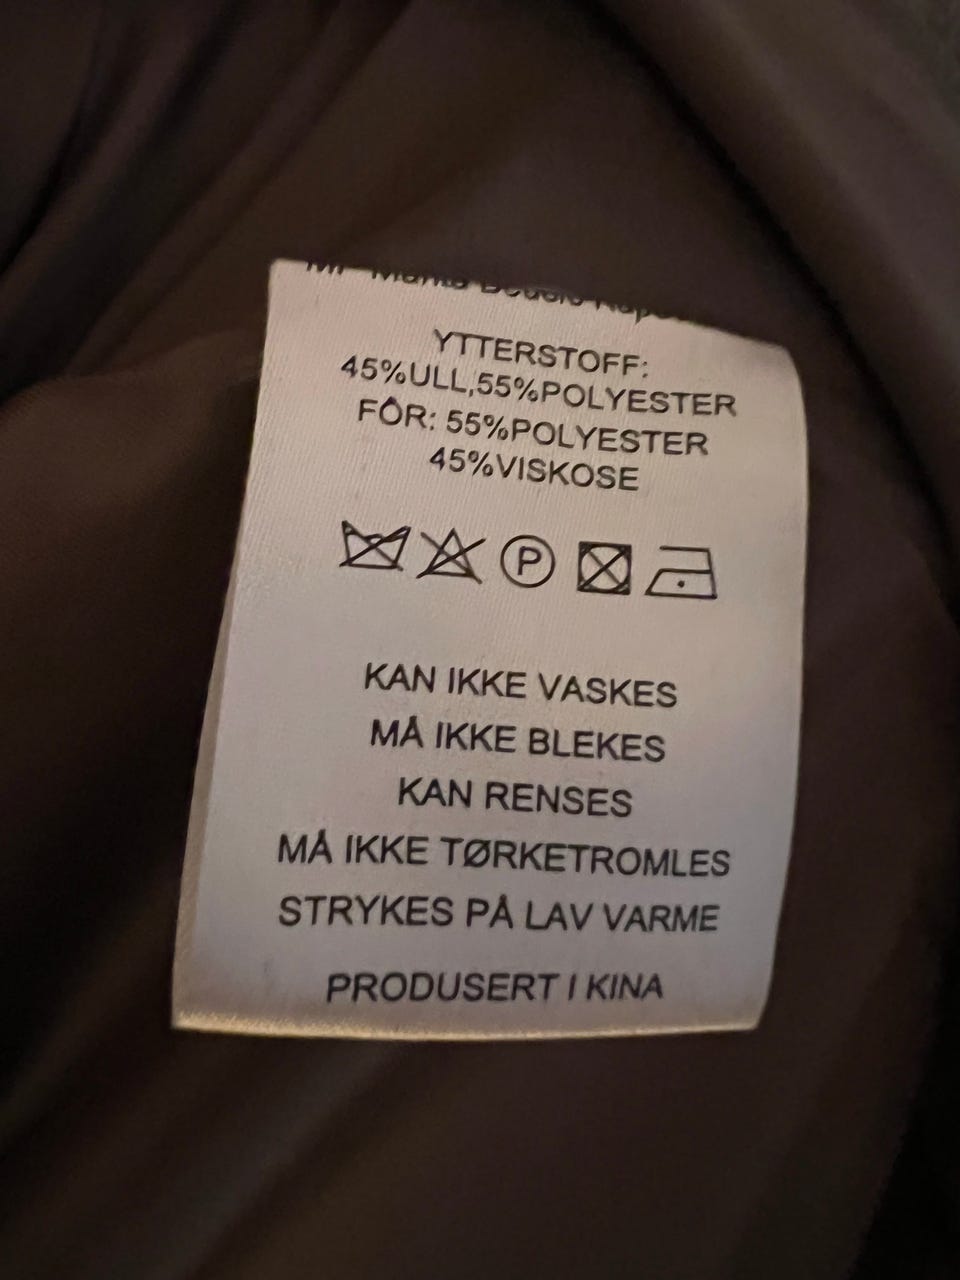 YTTERSTOFF:
45%ULL,55%POLYESTER
FÔR: 55%POLYESTER
45%VISKOSE
P
KAN IKKE VASKES
MÅ IKKE BLEKES
KAN RENSES
MÅ IKKE TØRKETROMLES
STRYKES PÅ LAV VARME
PRODUSERT I KINA